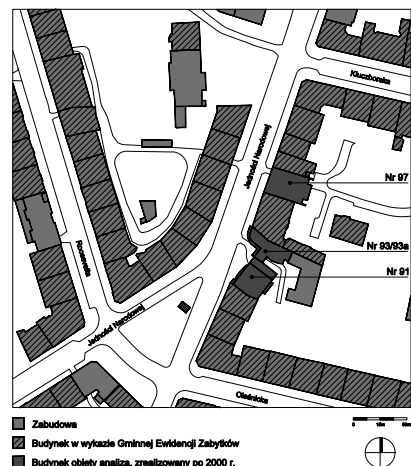 Kluczborska
Jedności Narodowej
Nr 97
Nr 93/93a
Nr 91
Jedności Narodowej
Oleśnicka
Zabudowa
Budynek w wykazie Gminnej Ewidencji Zabytków
Budynek objęty analizą, zrealizowany po 2000 r.